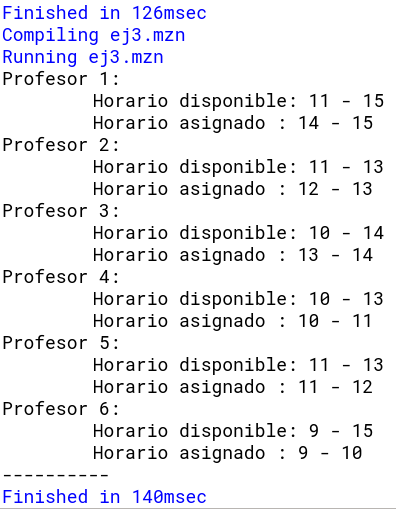 Finished in 126msec
Compiling ej3.mzn
Running ej3.mzn
Profesor 1:
Horario disponible: 11 - 15
Horario asignado : 14 - 15
Profesor 2:
Horario disponible: 11 - 13
Horario asignado : 12 - 13
Profesor 3:
Horario disponible: 10 - 14
Horario asignado : 13 - 14
Profesor 4:
Horario disponible: 10 - 13
Horario asignado : 10 - 11
Profesor 5:
Horario disponible: 11 - 13
Horario asignado : 11 - 12
Profesor 6:
Horario disponible: 9 - 15
Horario asignado : 9 - 10
----------
Finished in 140msec